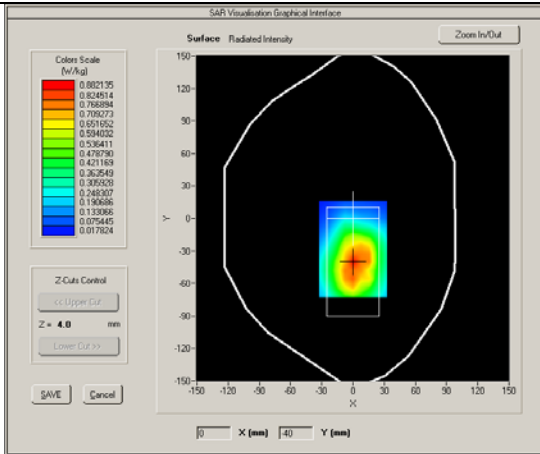 SAR Visualisation Graphical Interface
Surface Radiated Intensity
Zoom In/Out
Colors Scale
(W/kg)
0.882135
0.824514
0.766894
0.709273
0.651652
0.594032
0.536411
0.478790
0.421169
0.363549
0.305928
0.248307
0.190686
0.133066
0.075445
0.017824
Z-Cuts Control
<< Upper Cut
Z = 4.0 mm
Lower Cut >>
SAVE
Cancel
150
120
90
60
30
0
-30
-60
-90
-120
-150
Y
-150 -120 -90 -60 -30 0 30 60 90 120 150
X
0 X (mm) -40 Y (mm)